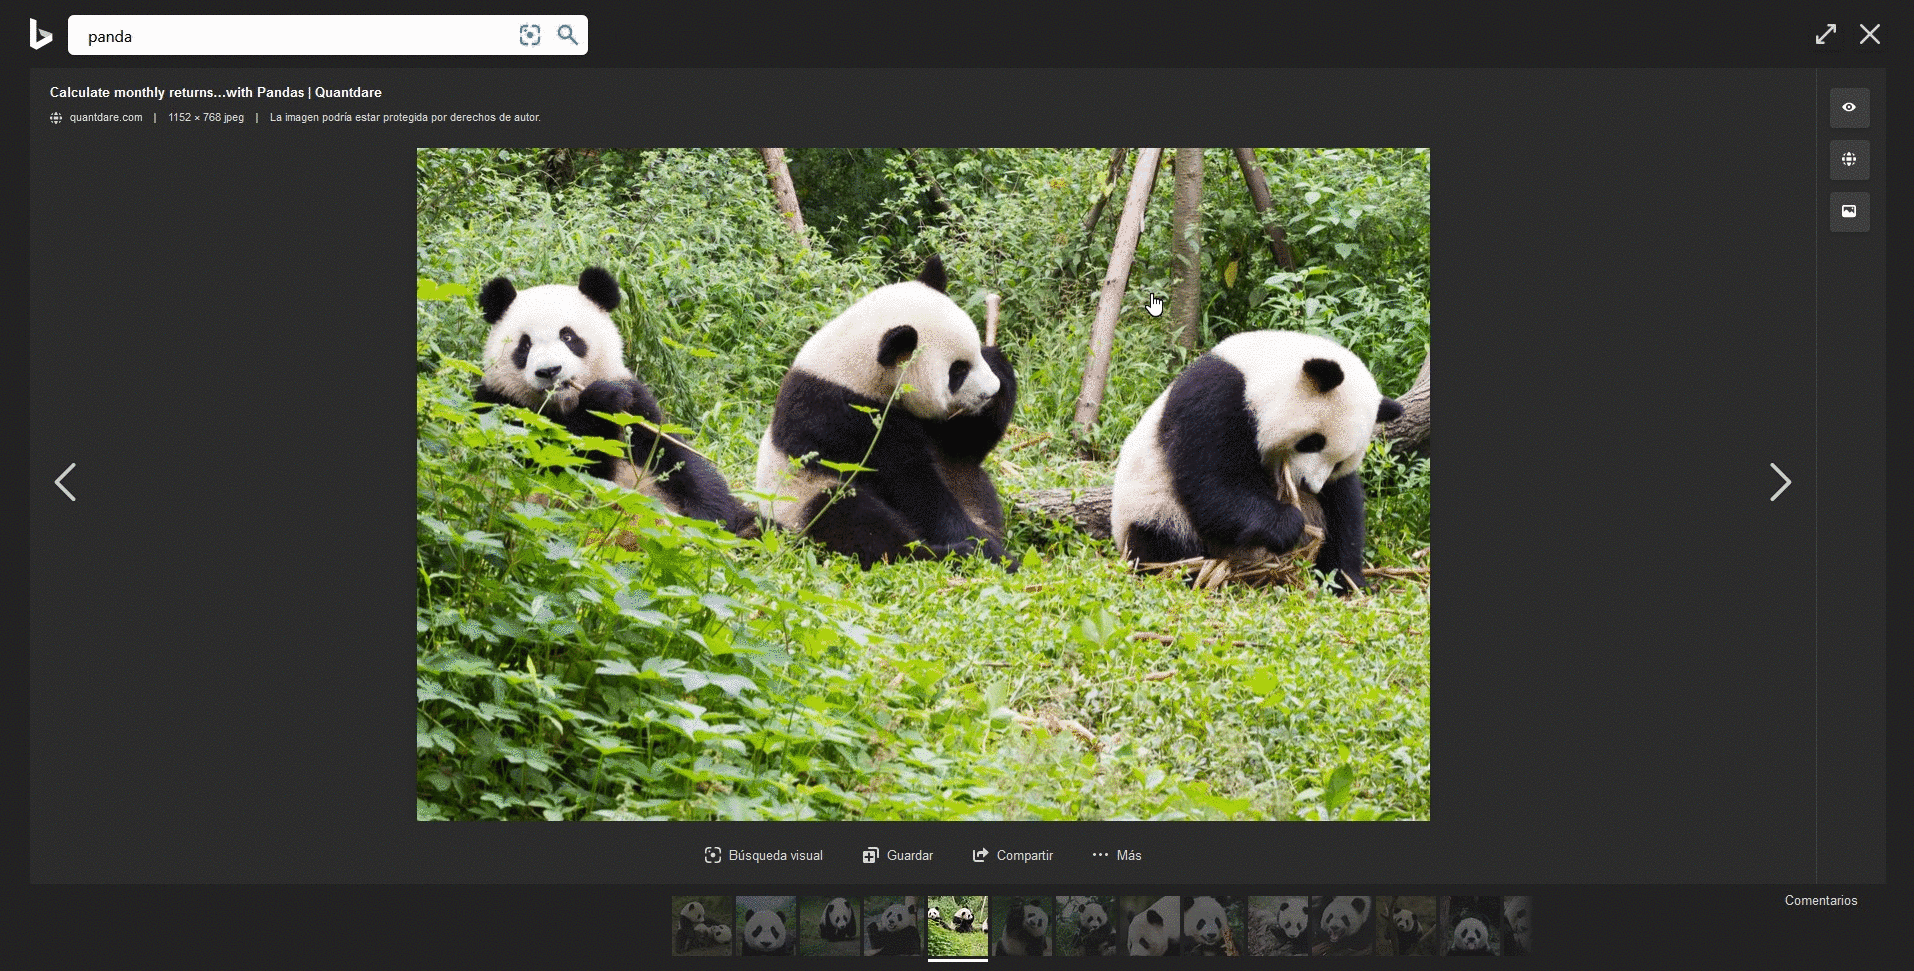 panda
Calculate monthly returns...with Pandas | Quantdare
quantdare.com | 1152 × 768 jpeg | La imagen podría estar protegida por derechos de autor.
Búsqueda visual Guardar Compartir Más
Comentarios